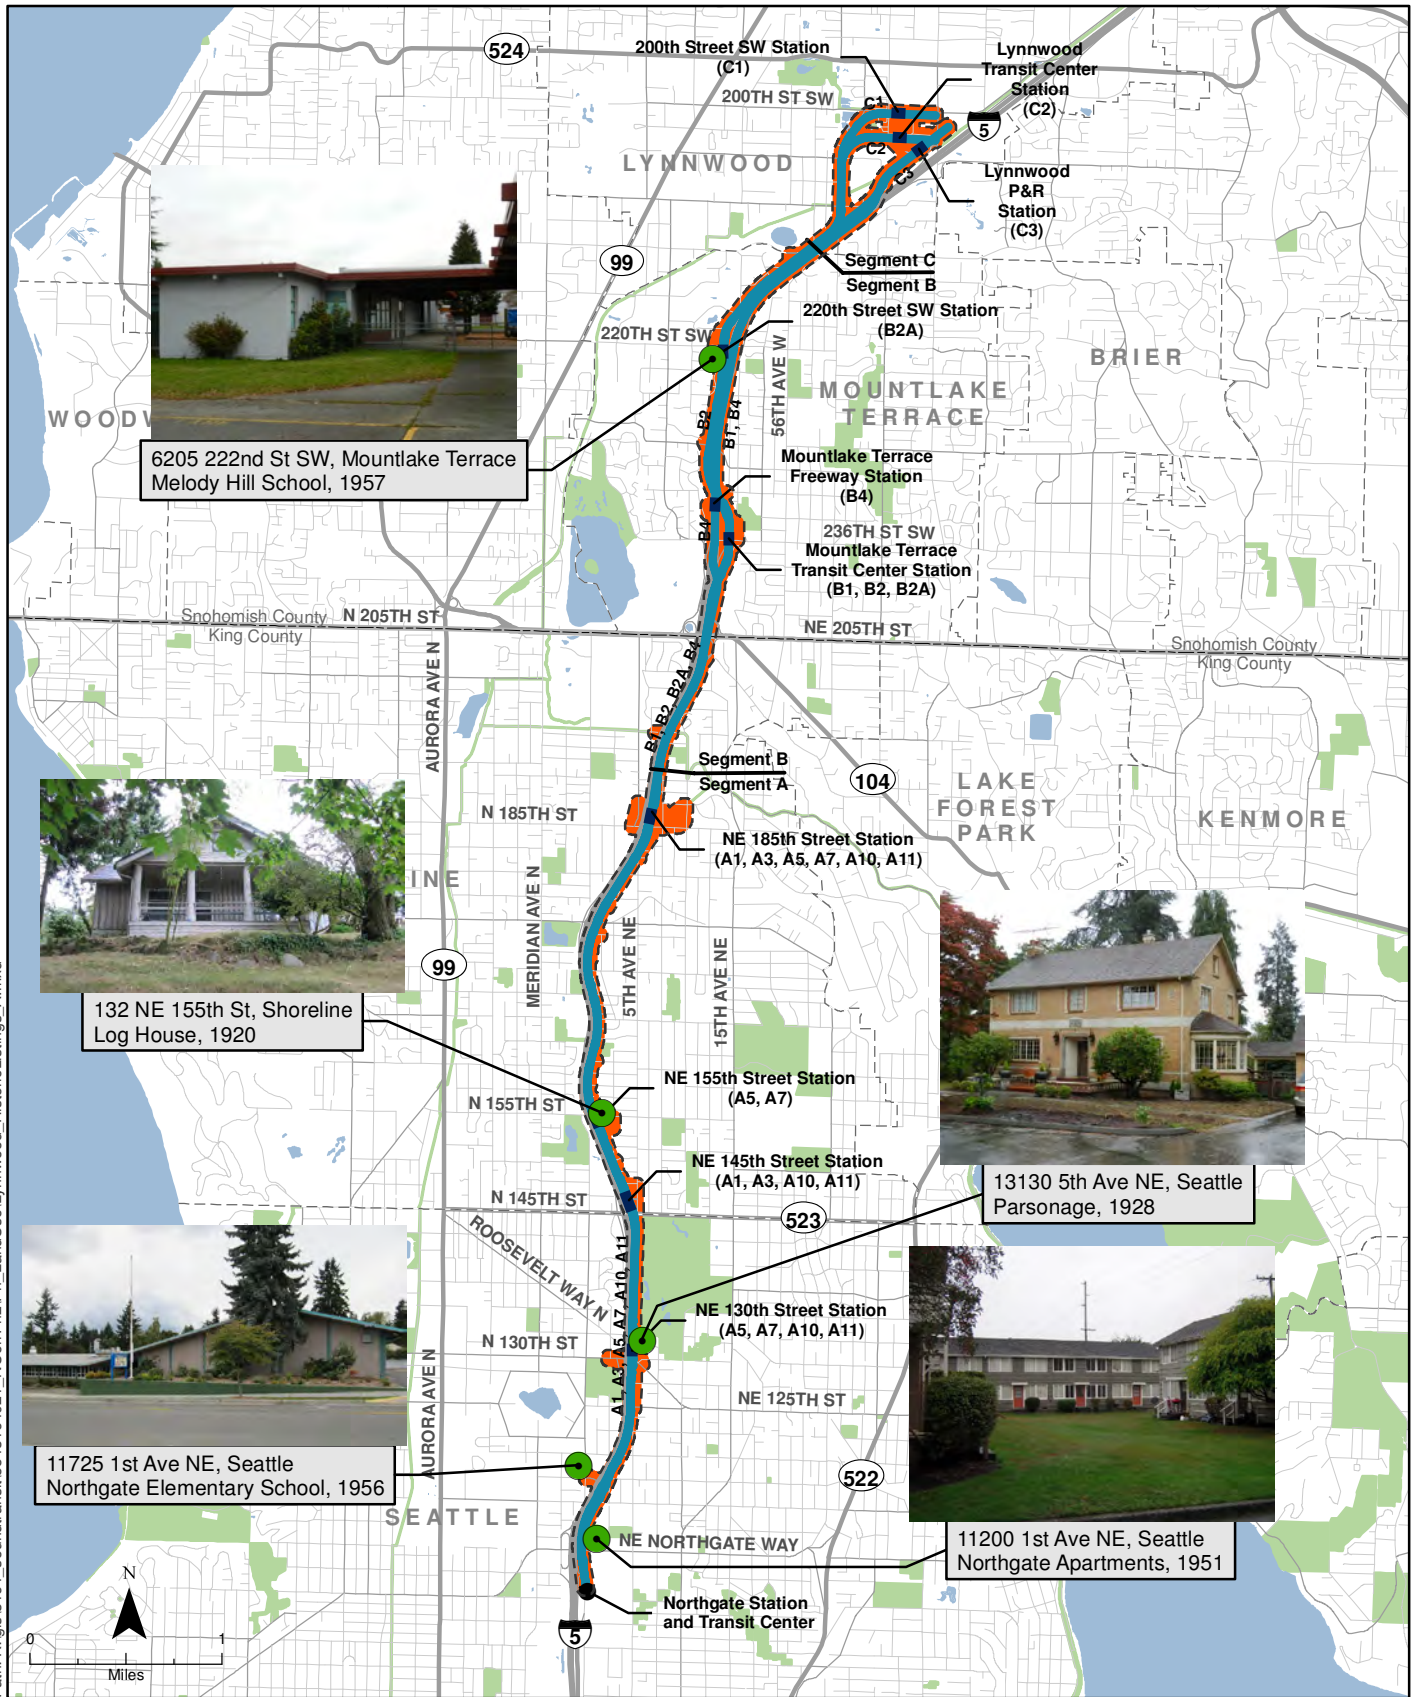 524
200th Street SW Station
(C1)
Lynnwood
Transit Center
Station
(C2)
200TH ST SW
C1
C2
C3
5
LYNNWOOD
Lynnwood
P&R
Station
(C3)
99
Segment C
Segment B
220th Street SW Station
(B2A)
220TH ST SW
56TH AVE W
BRIER
MOUNTLAKE
TERRACE
B2
B1, B4
6205 222nd St SW, Mountlake Terrace
Melody Hill School, 1957
Mountlake Terrace
Freeway Station
(B4)
B4
236TH ST SW
Mountlake Terrace
Transit Center Station
(B1, B2, B2A)
Snohomish County
King County
N 205TH ST
NE 205TH ST
Snohomish County
King County
AURORA AVE N
B1, B2, B2A, B4
Segment B
Segment A
104
LAKE
FOREST
PARK
KENMORE
N 185TH ST
NE 185th Street Station
(A1, A3, A5, A7, A10, A11)
MERIDIAN AVE N
5TH AVE NE
15TH AVE NE
99
132 NE 155th St, Shoreline
Log House, 1920
N 155TH ST
NE 155th Street Station
(A5, A7)
NE 145th Street Station
(A1, A3, A10, A11)
N 145TH ST
523
13130 5th Ave NE, Seattle
Parsonage, 1928
ROOSEVELT WAY N
A1, A3, A5, A7, A10, A11
NE 130th Street Station
(A5, A7, A10, A11)
N 130TH ST
NE 125TH ST
AURORA AVE N
11725 1st Ave NE, Seattle
Northgate Elementary School, 1956
522
SEATTLE
NE NORTHGATE WAY
11200 1st Ave NE, Seattle
Northgate Apartments, 1951
Northgate Station
and Transit Center
5
N
0 1
Miles